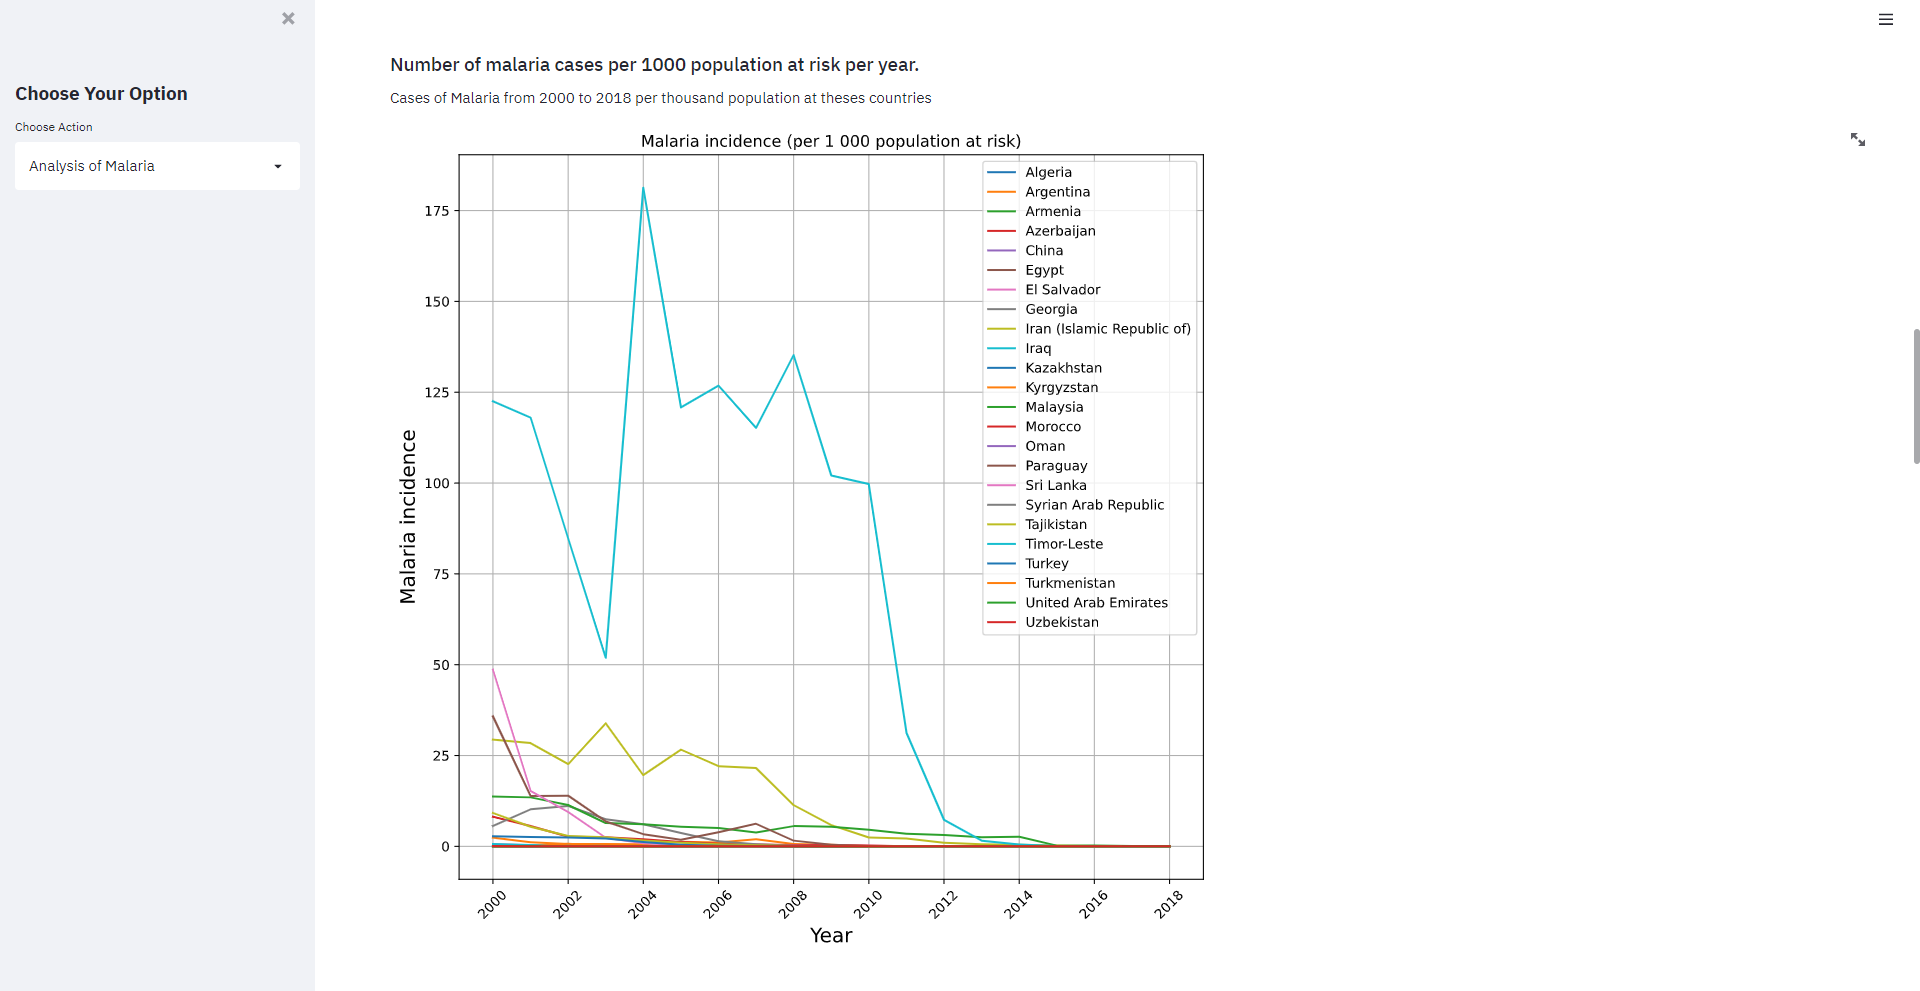 Choose Your Option
Choose Action
Analysis of Malaria
Number of malaria cases per 1000 population at risk per year.
Cases of Malaria from 2000 to 2018 per thousand population at theses countries
Malaria incidence (per 1 000 population at risk)
Algeria
Argentina
Armenia
Azerbaijan
China
Egypt
El Salvador
Georgia
Iran (Islamic Republic of)
Iraq
Kazakhstan
Kyrgyzstan
Malaysia
Morocco
Oman
Paraguay
Sri Lanka
Syrian Arab Republic
Tajikistan
Timor-Leste
Turkey
Turkmenistan
United Arab Emirates
Uzbekistan
175
150
125
100
75
50
25
0
Malaria incidence
2000 2002 2004 2006 2008 2010 2012 2014 2016 2018
Year